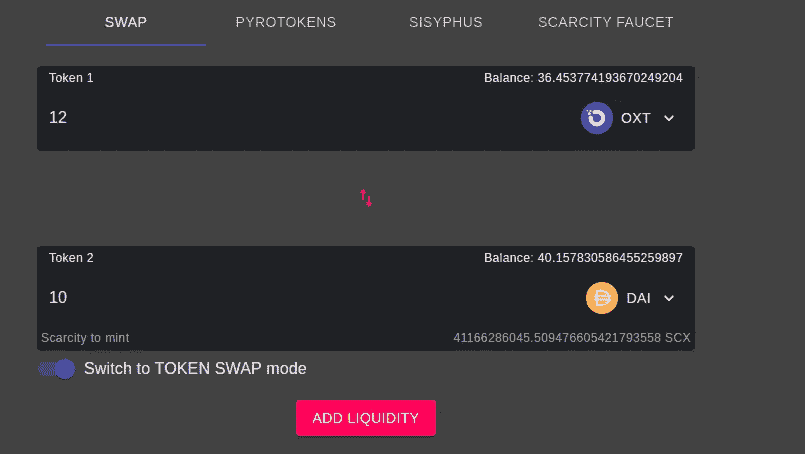 SWAP PYROTOKENS SISYPHUS SCARCITY FAUCET
Token 1 Balance: 36.453774193670249204
12 OXT
Token 2 Balance: 40.157830586455259897
10 DAI
Scarcity to mint 41166286045.509476605421793558 SCX
Switch to TOKEN SWAP mode
ADD LIQUIDITY